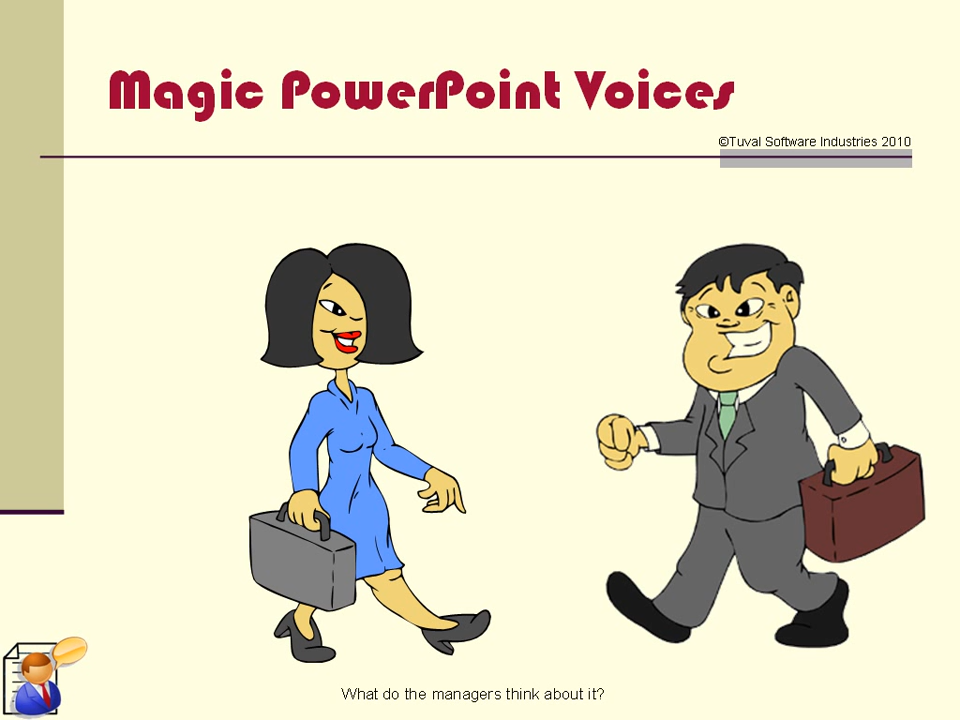 Magic PowerPoint Voices
©Tuval Software Industries 2010
What do the managers think about it?